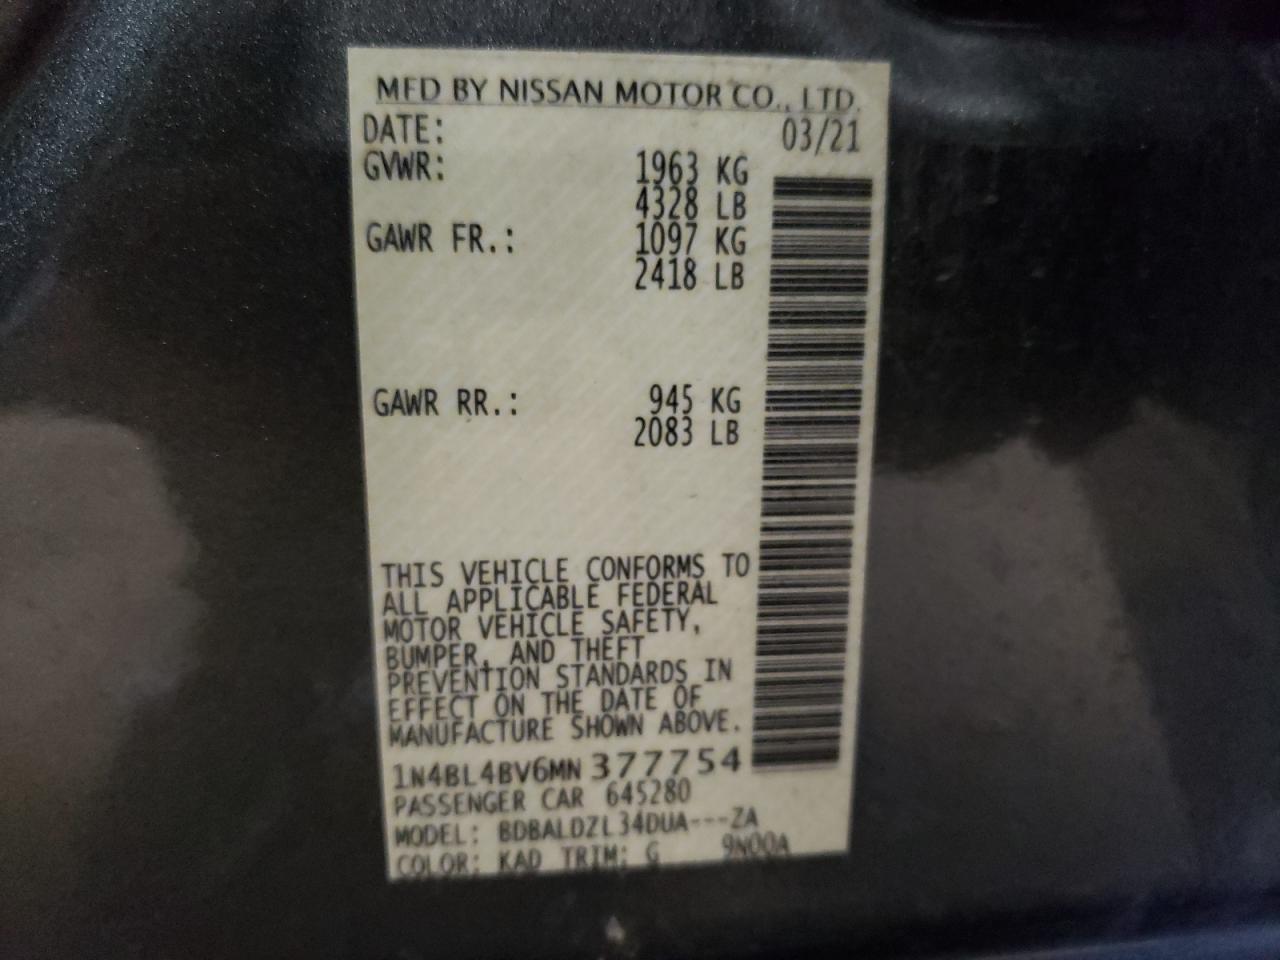 MFD BY NISSAN MOTOR CO., LTD.
DATE: 03/21
GVWR: 1963 KG
4328 LB
GAWR FR.: 1097 KG
2418 LB
GAWR RR.: 945 KG
2083 LB
THIS VEHICLE CONFORMS TO
ALL APPLICABLE FEDERAL
MOTOR VEHICLE SAFETY,
BUMPER, AND THEFT
PREVENTION STANDARDS IN
EFFECT ON THE DATE OF
MANUFACTURE SHOWN ABOVE.
1N4BL4BV6MN377754
PASSENGER CAR 645280
MODEL: BDBALDZL34DUA---ZA
COLOR: KAD TRIM: G 9N00A